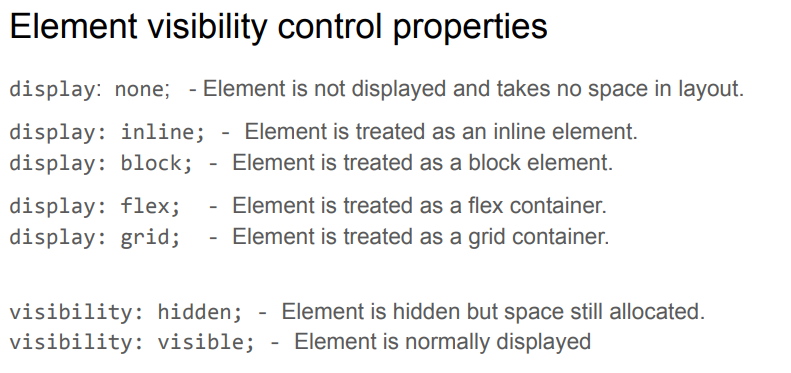 Element visibility control properties
display: none; - Element is not displayed and takes no space in layout.
display: inline; - Element is treated as an inline element.
display: block; - Element is treated as a block element.
display: flex; - Element is treated as a flex container.
display: grid; - Element is treated as a grid container.
visibility: hidden; - Element is hidden but space still allocated.
visibility: visible; - Element is normally displayed